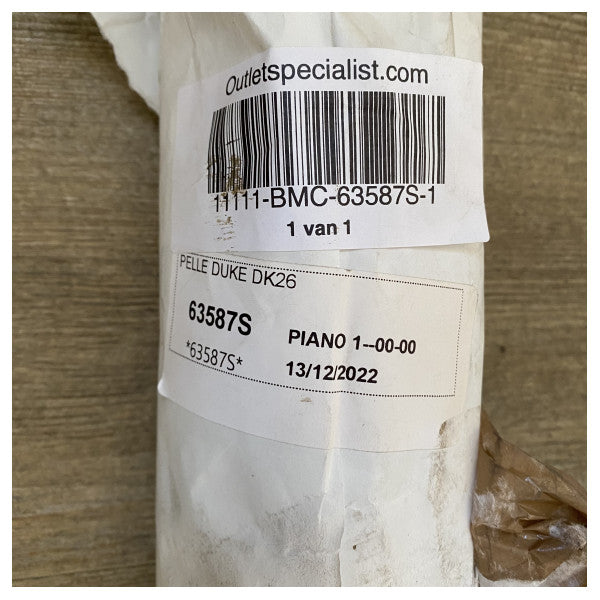 Outletspecialist.com
11111-BMC-63587S-1
1 van 1
PELLE DUKE DK26
63587S
*63587S*
PIANO 1--00-00
13/12/2022